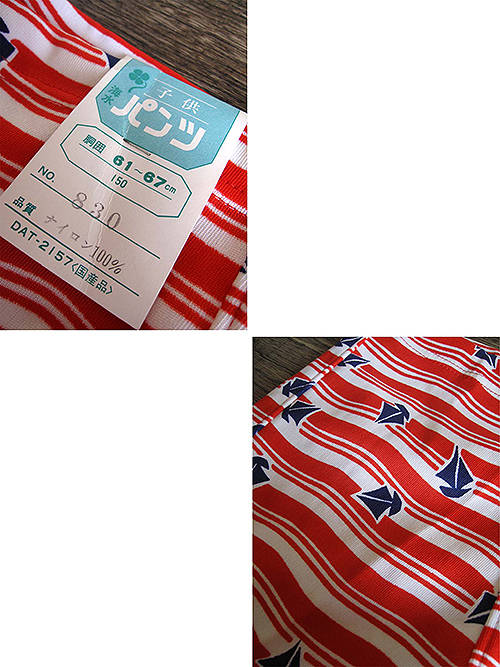 子供
海水
パンツ
胴囲 61~67cm
150
NO. 830
品質 ナイロン100%
DAT-2157〈国産品〉